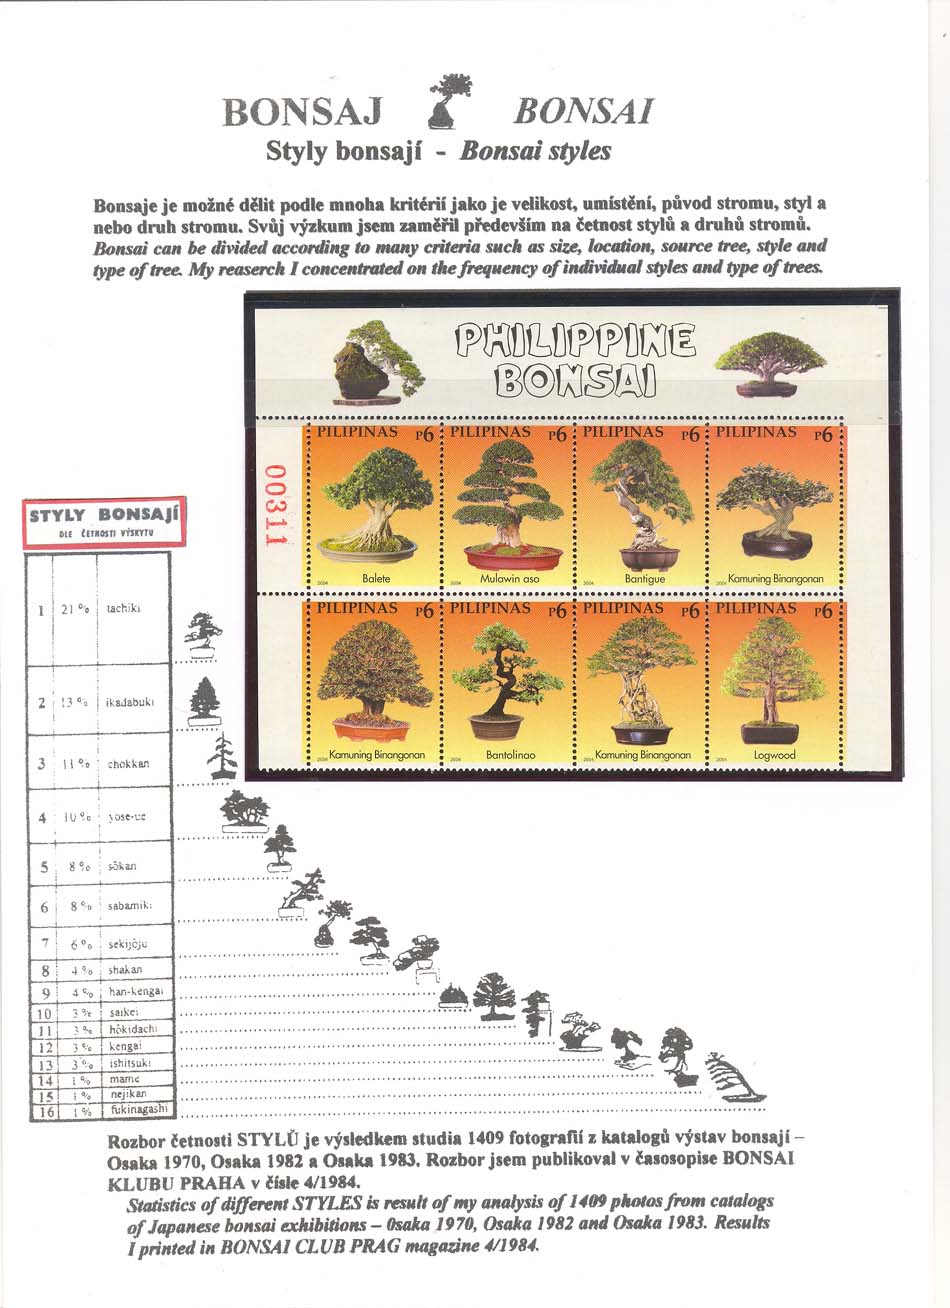 BONSAJ BONSAI
Styly bonsají - Bonsai styles
Bonsaje je možné dělit podle mnoha kritérií jako je velikost, umístění, původ stromu, styl a
nebo druh stromu. Svůj výzkum jsem zaměřil především na četnost stylů a druhů stromů.
Bonsai can be divided according to many criteria such as size, location, source tree, style and
type of tree. My reaserch I concentrated on the frequency of individual styles and type of trees.
PHILIPPINE
BONSAI
00311
PILIPINAS P6 PILIPINAS P6 PILIPINAS P6 PILIPINAS P6
2004 Balete 2004 Mulawin aso 2004 Bantigue 2004 Kamuning Binangonan
PILIPINAS P6 PILIPINAS P6 PILIPINAS P6 PILIPINAS P6
2004 Kamuning Binangonan 2004 Bantolinao 2004 Kamuning Binangonan 2004 Logwood
STYLY BONSAJÍ
DLE ČETNOSTI VÝSKYTU
1 21 % tachiki
2 13 % ikadabuki
3 11 % chokkan
4 10 % yose-ue
5 8 % sōkan
6 8 % sabamiki
7 6 % sekijōju
8 4 % shakan
9 4 % han-kengai
10 3 % saikei
11 3 % hōkidachi
12 3 % kengai
13 3 % ishitsuki
14 1 % mame
15 1 % nejikan
16 1 % fukinagashi
Rozbor četnosti STYLŮ je výsledkem studia 1409 fotografií z katalogů výstav bonsají –
Osaka 1970, Osaka 1982 a Osaka 1983. Rozbor jsem publikoval v časosopise BONSAI
KLUBU PRAHA v čísle 4/1984.
Statistics of different STYLES is result of my analysis of 1409 photos from catalogs
of Japanese bonsai exhibitions – Osaka 1970, Osaka 1982 and Osaka 1983. Results
I printed in BONSAI CLUB PRAG magazine 4/1984.